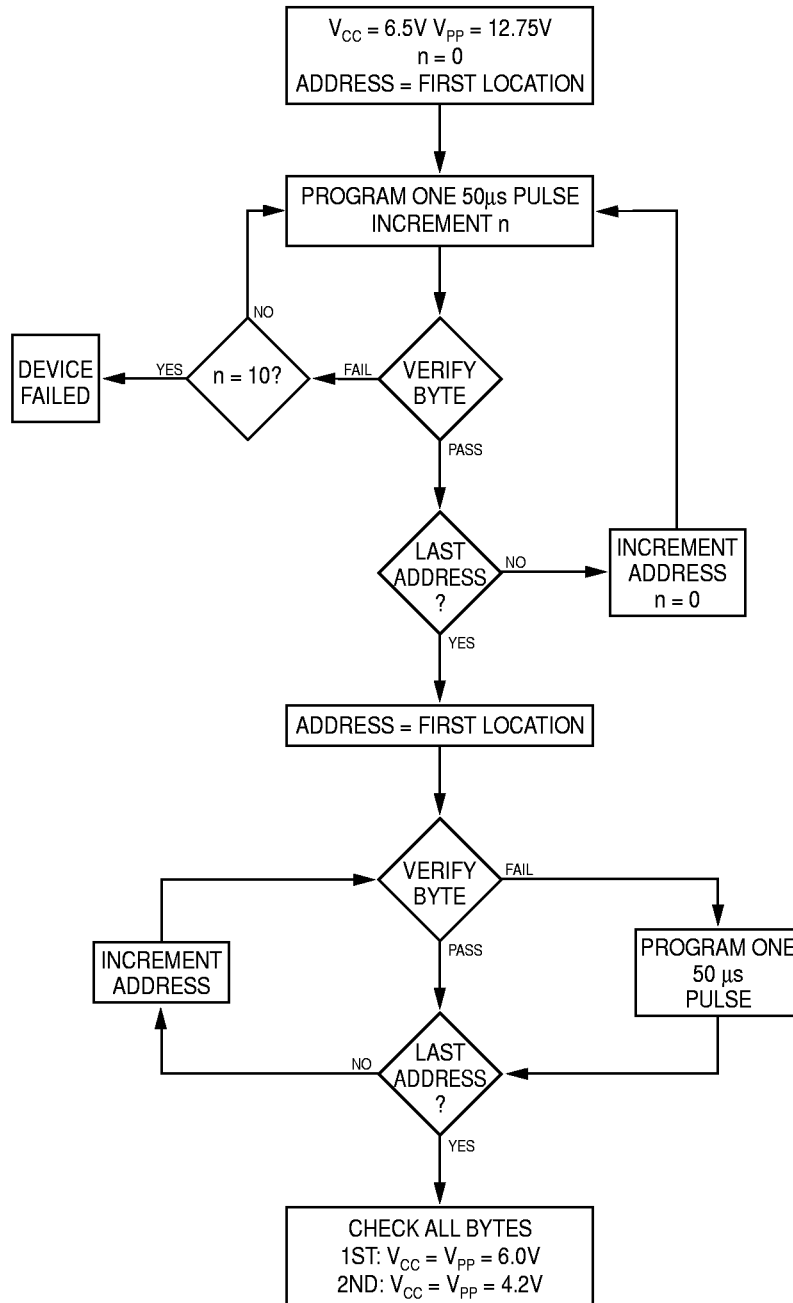 V_CC = 6.5V V_PP = 12.75V
n = 0
ADDRESS = FIRST LOCATION
PROGRAM ONE 50µs PULSE
INCREMENT n
NO
DEVICE
FAILED
YES
n = 10?
FAIL
VERIFY
BYTE
PASS
LAST
ADDRESS
?
NO
INCREMENT
ADDRESS
n = 0
YES
ADDRESS = FIRST LOCATION
VERIFY
BYTE
FAIL
PASS
INCREMENT
ADDRESS
PROGRAM ONE
50 µs
PULSE
NO
LAST
ADDRESS
?
YES
CHECK ALL BYTES
1ST: V_CC = V_PP = 6.0V
2ND: V_CC = V_PP = 4.2V